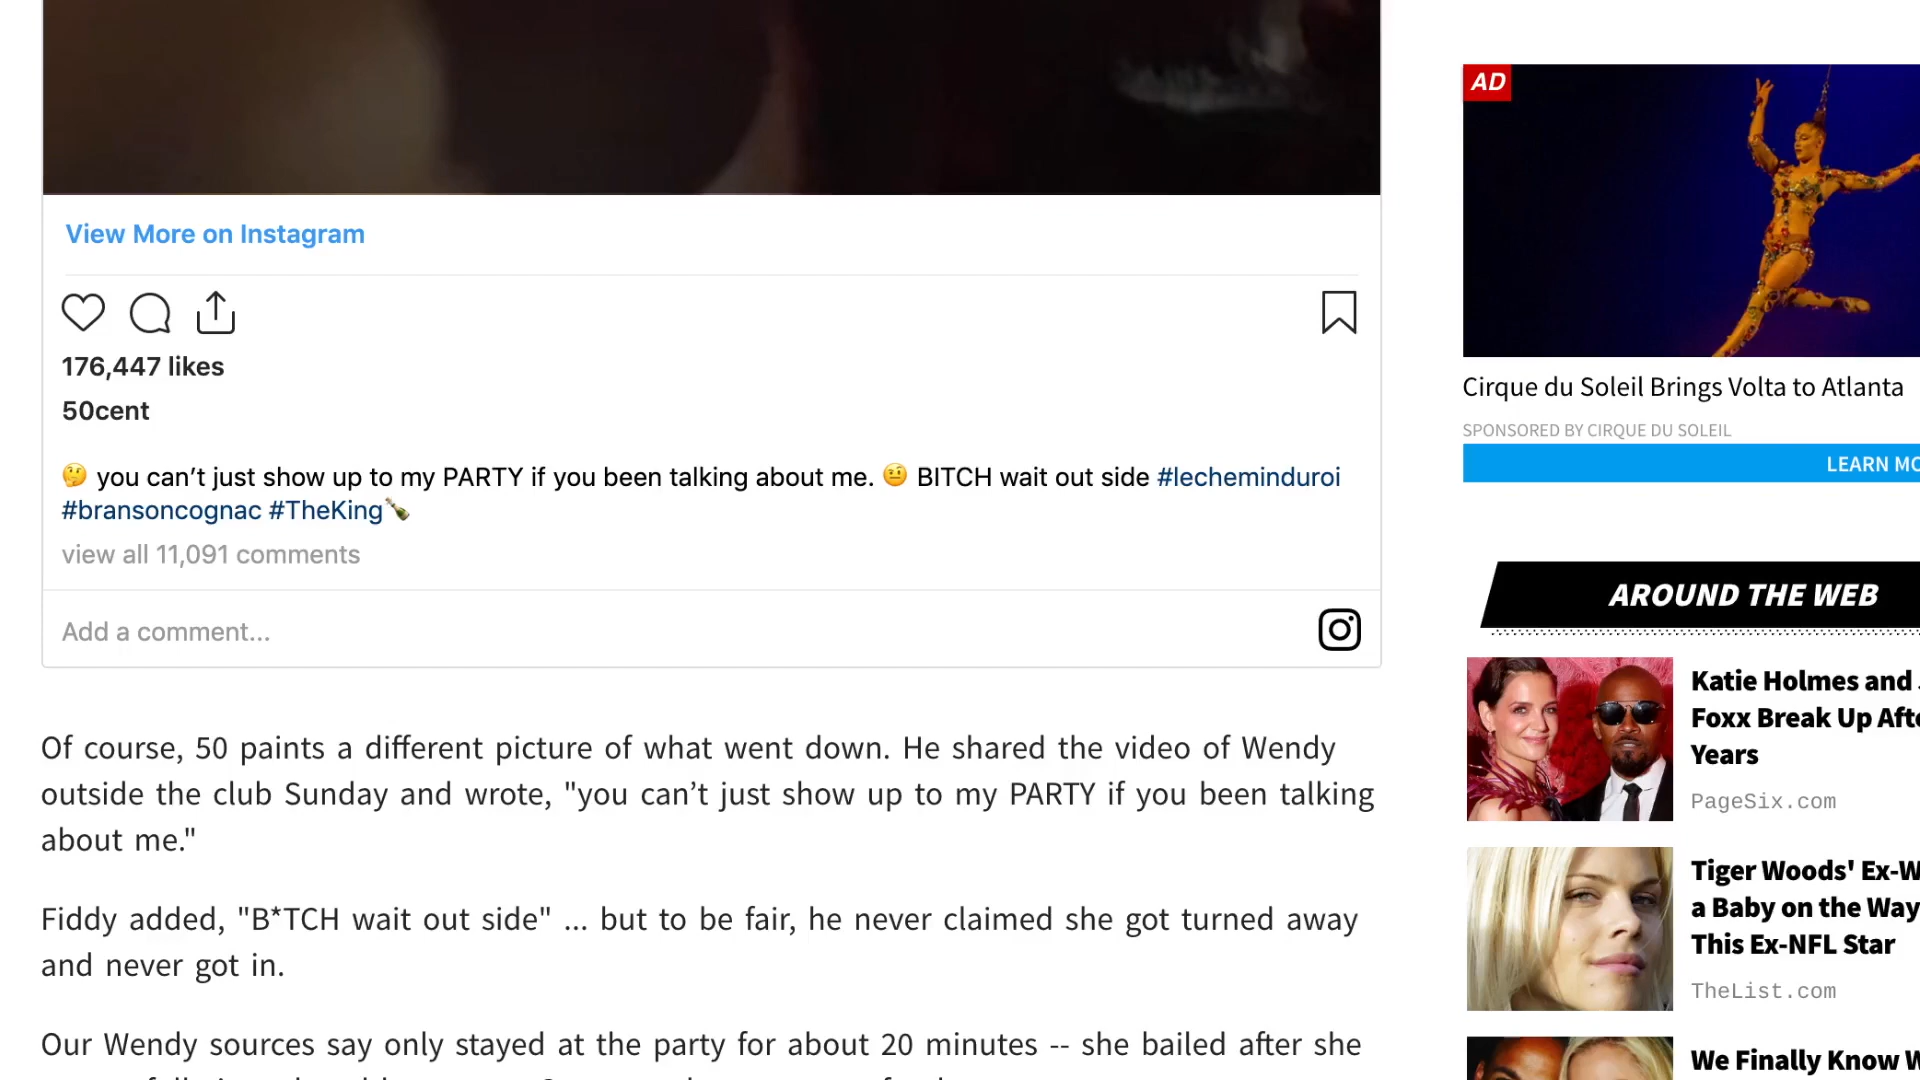 View More on Instagram
176,447 likes
50cent
🤔 you can’t just show up to my PARTY if you been talking about me. 🤨 BITCH wait out side #lecheminduroi
#bransoncognac #TheKing🍾
view all 11,091 comments
Add a comment...
Of course, 50 paints a different picture of what went down. He shared the video of Wendy
outside the club Sunday and wrote, "you can’t just show up to my PARTY if you been talking
about me."
Fiddy added, "B*TCH wait out side" ... but to be fair, he never claimed she got turned away
and never got in.
Our Wendy sources say only stayed at the party for about 20 minutes -- she bailed after she
AD
Cirque du Soleil Brings Volta to Atlanta
SPONSORED BY CIRQUE DU SOLEIL
LEARN MO
AROUND THE WEB
Katie Holmes and
Foxx Break Up Afte
Years
PageSix.com
Tiger Woods' Ex-W
a Baby on the Way
This Ex-NFL Star
TheList.com
We Finally Know W